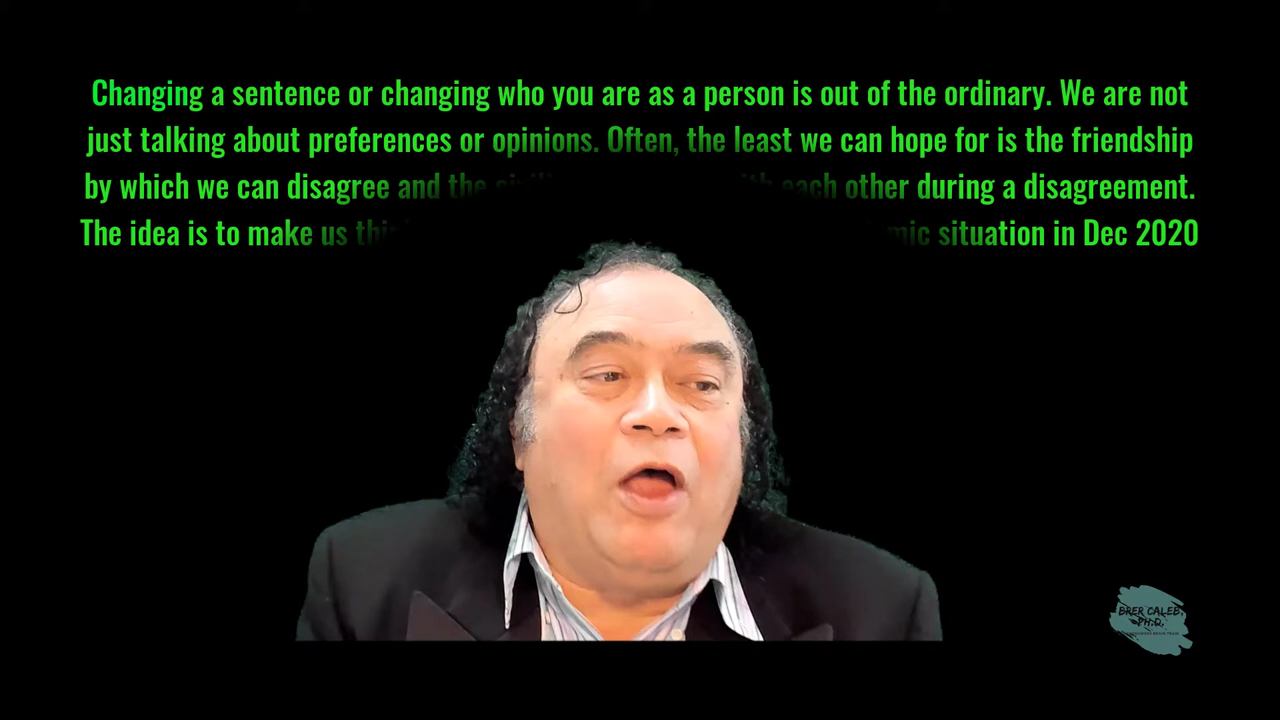 Changing a sentence or changing who you are as a person is out of the ordinary. We are not
just talking about preferences or opinions. Often, the least we can hope for is the friendship
by which we can disagree and the each other during a disagreement.
The idea is to make us situation in Dec 2020
BRER CALEB,
PH.D.